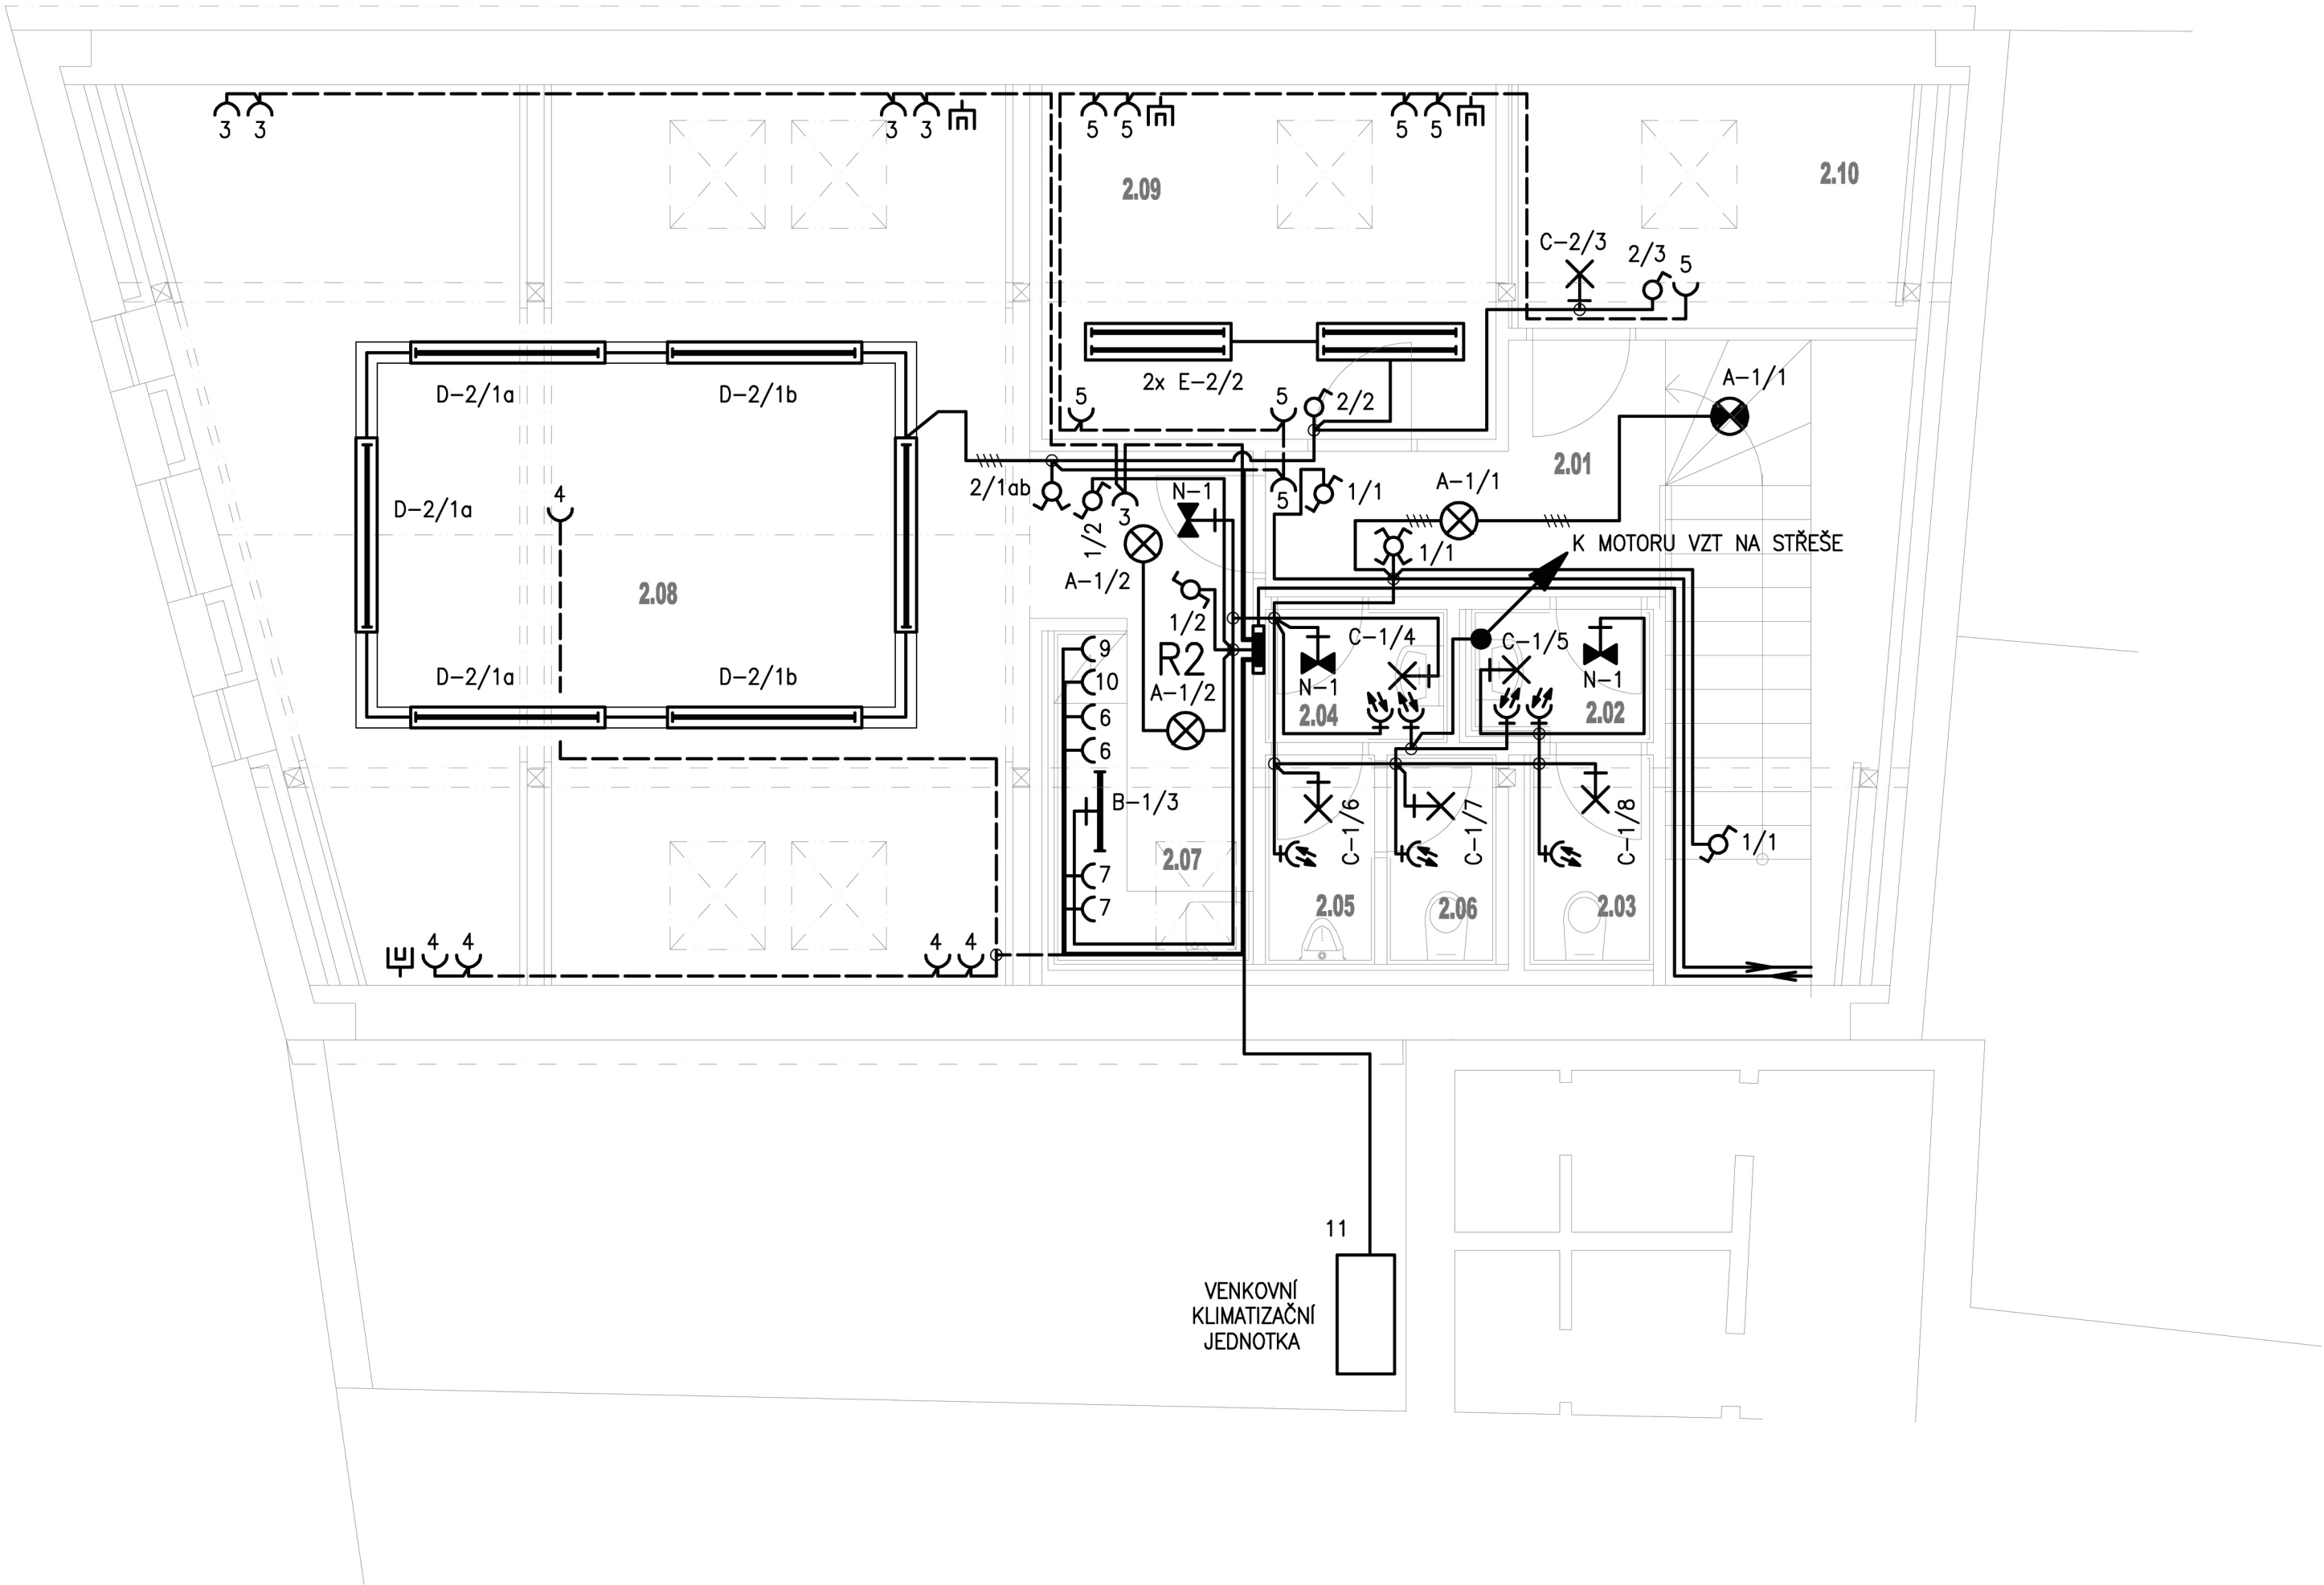 3 3 3 3 5 5 5 5
2.09
2.10
C-2/3 2/3 5
D-2/1a D-2/1b
2x E-2/2
5 5 2/2
A-1/1
2.01
4
D-2/1a
2/1ab
1/2
3
N-1
5
1/1
A-1/1
K MOTORU VZT NA STŘEŠE
1/1
A-1/2
2.08
1/2
R2
C-1/4
C-1/5
9
10
N-1
N-1
D-2/1a D-2/1b
A-1/2
2.04
2.02
6
6
B-1/3
C-1/6
C-1/7
C-1/8
1/1
2.07
7
7
2.05
2.06
2.03
4 4 4 4
11
VENKOVNÍ
KLIMATIZAČNÍ
JEDNOTKA